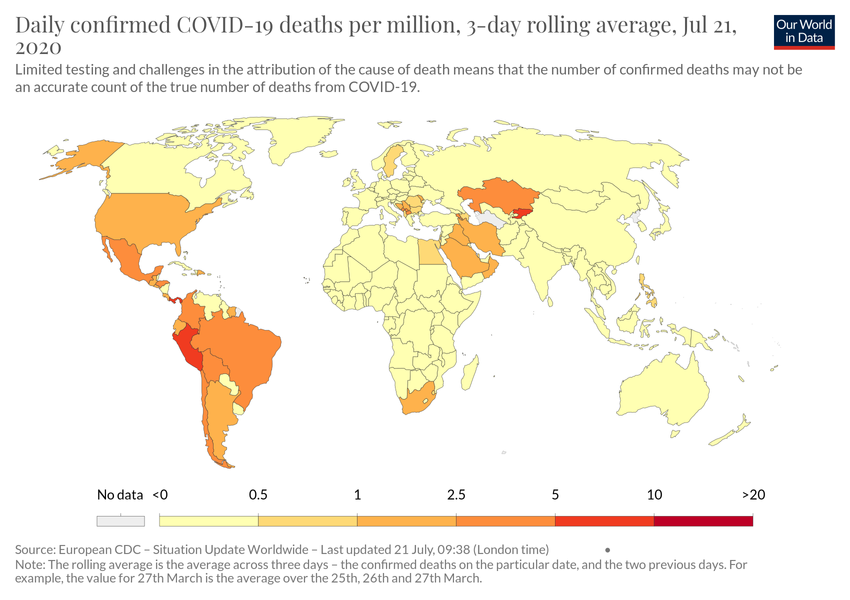 Daily confirmed COVID-19 deaths per million, 3-day rolling average, Jul 21,
2020
Our World
in Data
Limited testing and challenges in the attribution of the cause of death means that the number of confirmed deaths may not be
an accurate count of the true number of deaths from COVID-19.
No data <0 0.5 1 2.5 5 10 >20
Source: European CDC – Situation Update Worldwide – Last updated 21 July, 09:38 (London time) •
Note: The rolling average is the average across three days – the confirmed deaths on the particular date, and the two previous days. For
example, the value for 27th March is the average over the 25th, 26th and 27th March.